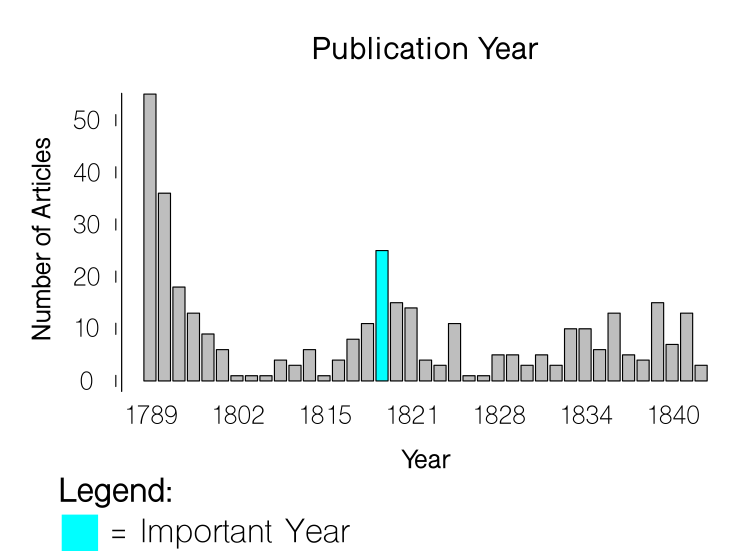 Publication Year
Number of Articles
50
40
30
20
10
0
1789 1802 1815 1821 1828 1834 1840
Year
Legend:
= Important Year